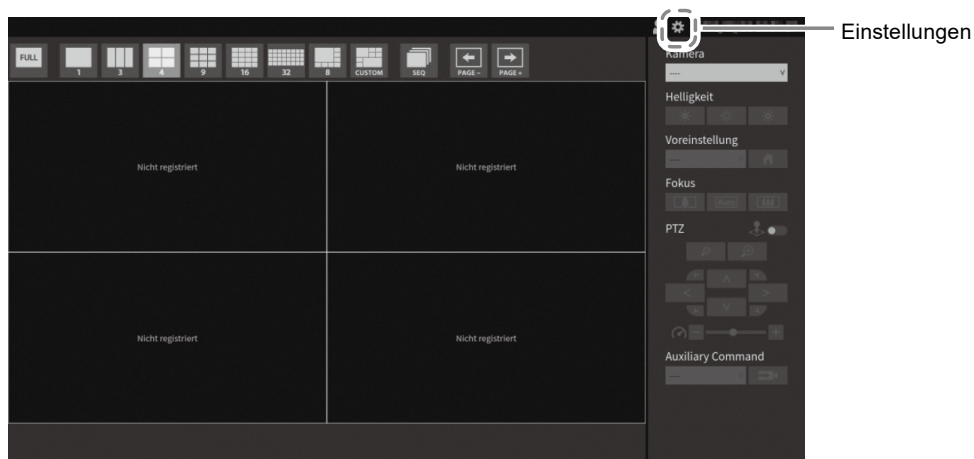 Einstellungen
FULL
1
3
4
9
16
32
8
CUSTOM
SEQ
PAGE -
PAGE +
Kamera
----
Helligkeit
Voreinstellung
----
Fokus
Auto
PTZ
Auxiliary Command
----
Nicht registriert
Nicht registriert
Nicht registriert
Nicht registriert